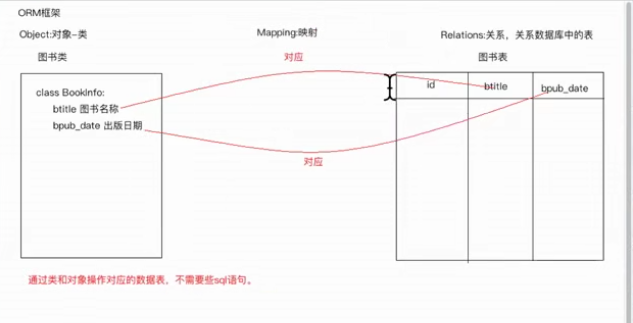 ORM框架
Object:对象-类
Mapping:映射
Relations:关系，关系数据库中的表
图书类
对应
图书表
class BookInfo:
btitle 图书名称
bpub_date 出版日期
id
btitle
bpub_date
对应
通过类和对象操作对应的数据表，不需要些sql语句。